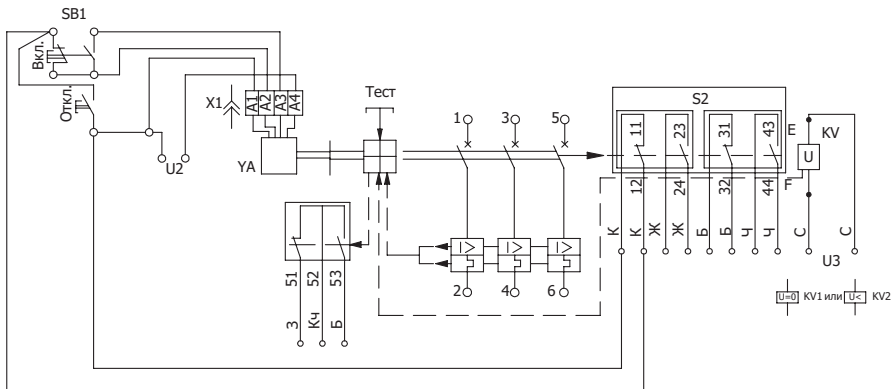 SB1
Вкл.
Откл.
U2
X1
A1 A2 A3 A4
YA
Тест
1 3 5
2 4 6
S2
11 23 31 43 E
12 24 32 44 F
KV
U
К К Ж Ж Б Б Ч Ч С С
U3
51 52 53
З Кч Б
I> I> I>
U=0 KV1 или U< KV2